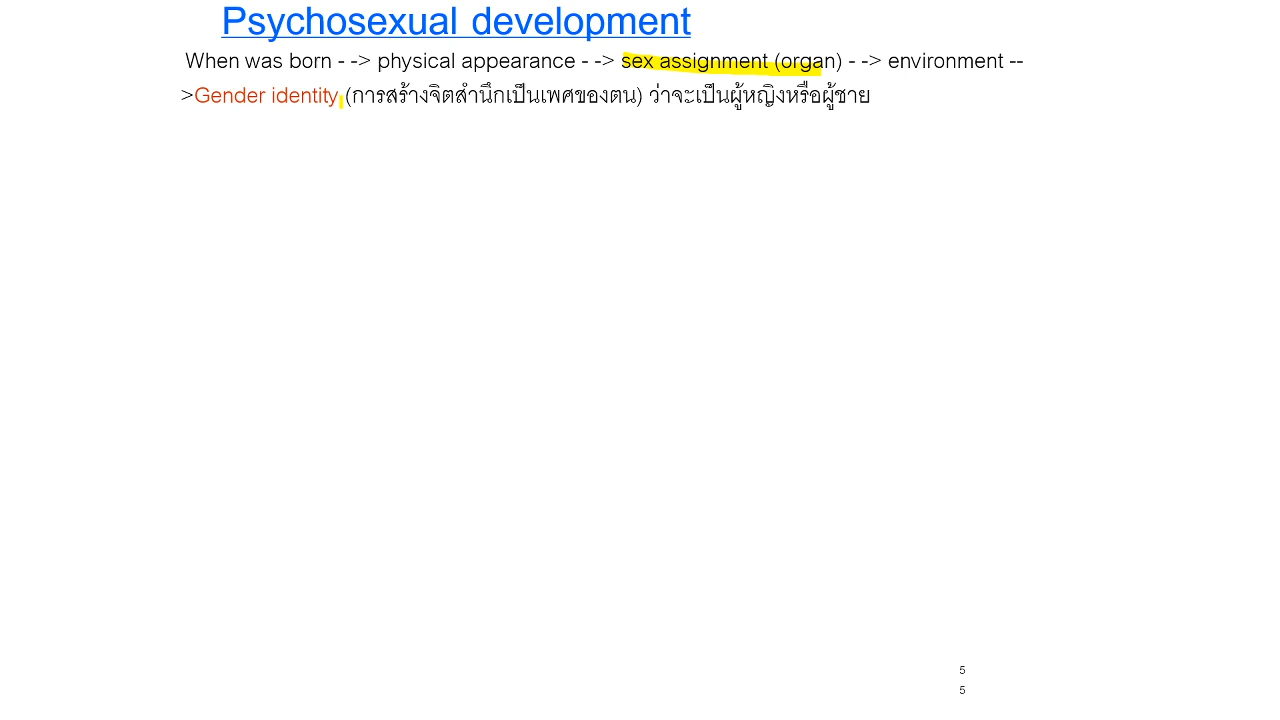 Psychosexual development
When was born - -> physical appearance - -> sex assignment (organ) - -> environment --
>Gender identity (การสร้างจิตสำนึกเป็นเพศของตน) ว่าจะเป็นผู้หญิงหรือผู้ชาย
5
5